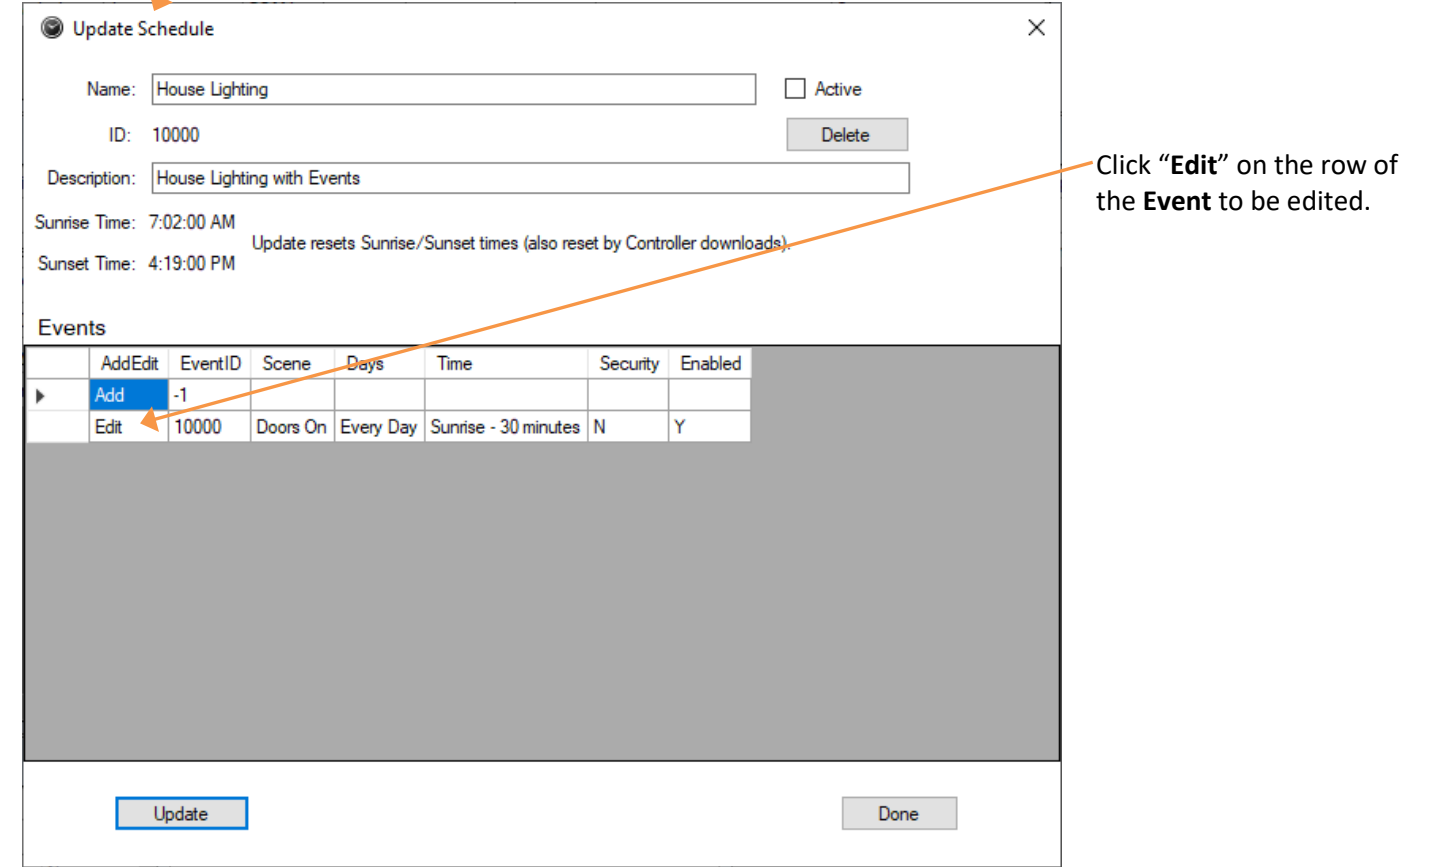 Update Schedule
Name: House Lighting
Active
ID: 10000
Delete
Description: House Lighting with Events
Click “Edit” on the row of
the Event to be edited.
Sunrise Time: 7:02:00 AM
Update resets Sunrise/Sunset times (also reset by Controller downloads).
Sunset Time: 4:19:00 PM
Events
AddEdit EventID Scene Days Time Security Enabled
Add -1
Edit 10000 Doors On Every Day Sunrise - 30 minutes N Y
Update
Done